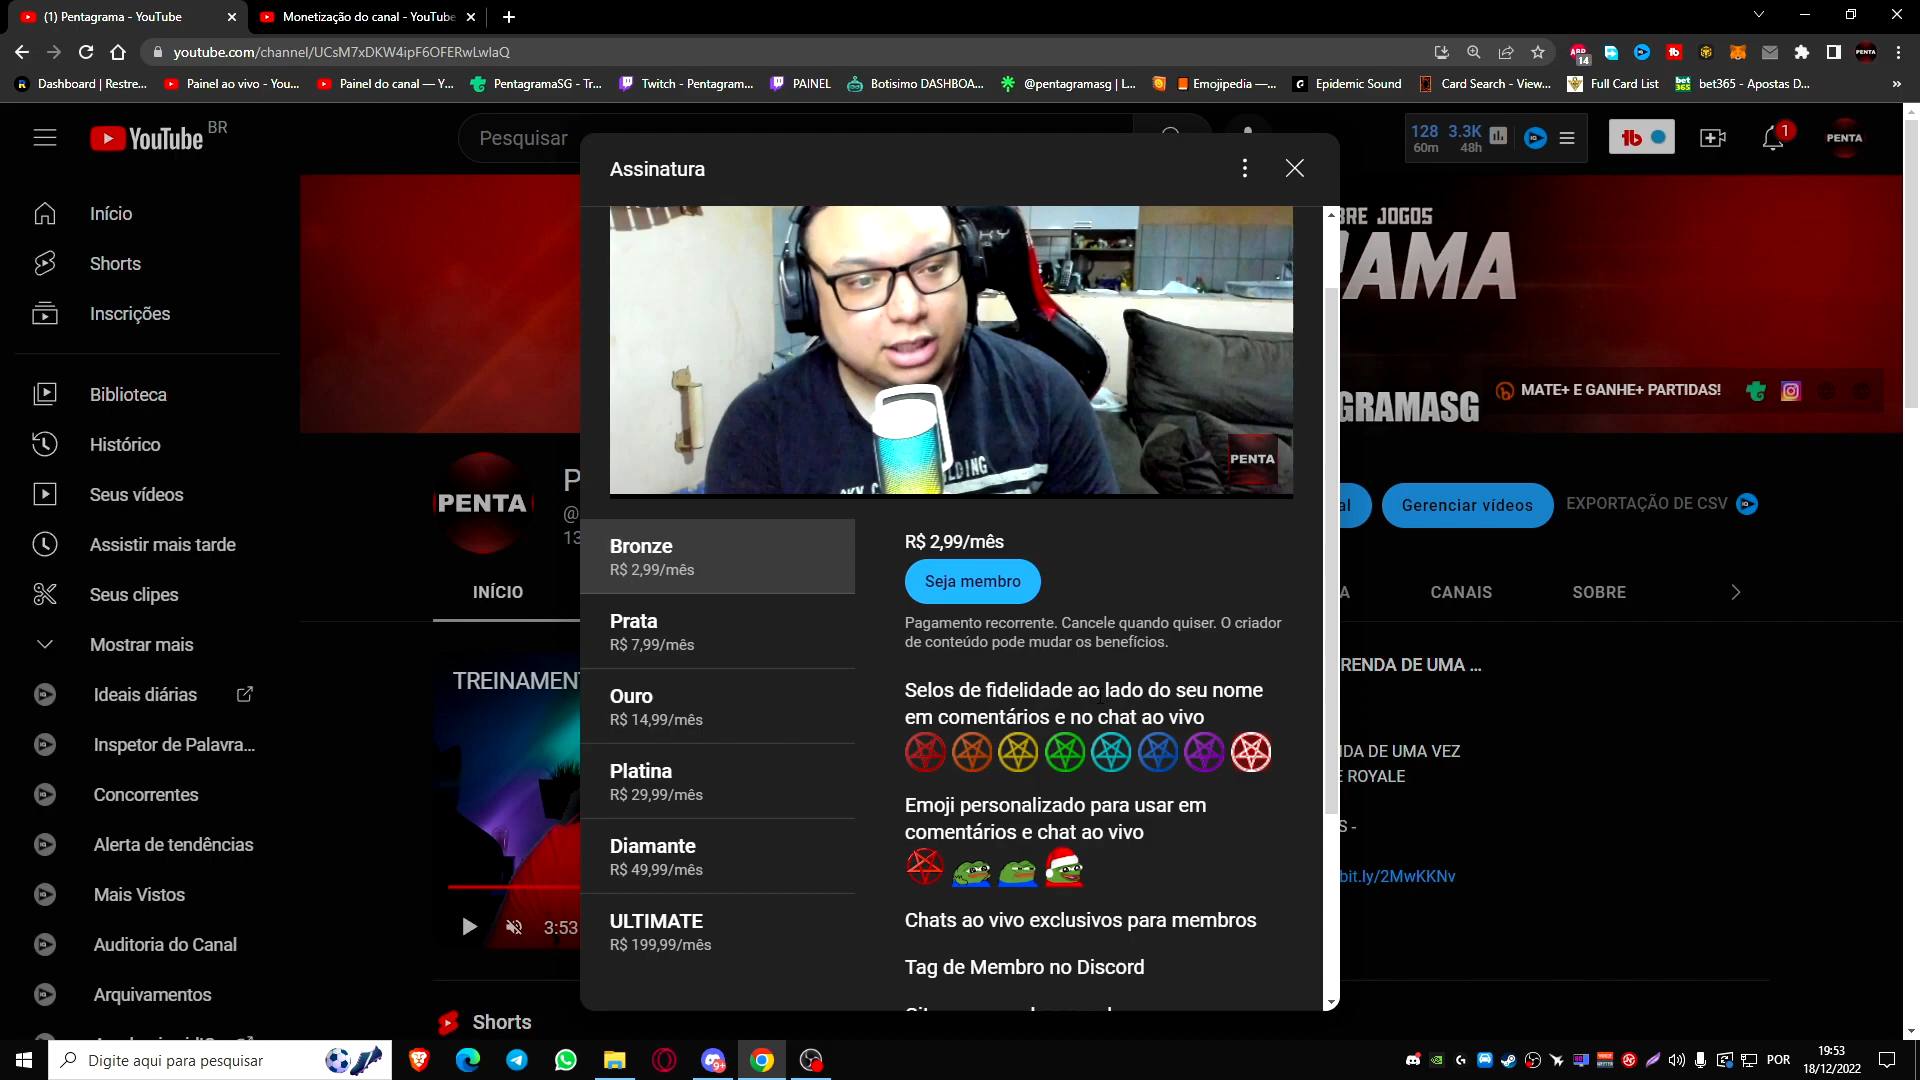 (1) Pentagrama - YouTube
Monetização do canal - YouTube
youtube.com/channel/UCsM7xDKW4ipF6OFERwLwlaQ
14
PENTA
Dashboard | Restre...
Painel ao vivo - You...
Painel do canal — Y...
PentagramaSG - Tr...
Twitch - Pentagram...
PAINEL
Botisimo DASHBOA...
@pentagramasg | L...
Emojipedia —...
Epidemic Sound
Card Search - View...
Full Card List
bet365 - Apostas D...
YouTube BR
Pesquisar
128 3.3K
60m 48h
1
PENTA
Início
Shorts
Inscrições
Biblioteca
Histórico
Seus vídeos
Assistir mais tarde
Seus clipes
Mostrar mais
Ideais diárias
Inspetor de Palavra...
Concorrentes
Alerta de tendências
Mais Vistos
Auditoria do Canal
Arquivamentos
PENTA
P
@
13
INÍCIO
TREINAMEN
3:53
Shorts
Assinatura
PENTA
Bronze
R$ 2,99/mês
Prata
R$ 7,99/mês
Ouro
R$ 14,99/mês
Platina
R$ 29,99/mês
Diamante
R$ 49,99/mês
ULTIMATE
R$ 199,99/mês
R$ 2,99/mês
Seja membro
Pagamento recorrente. Cancele quando quiser. O criador
de conteúdo pode mudar os benefícios.
Selos de fidelidade ao lado do seu nome
em comentários e no chat ao vivo
Emoji personalizado para usar em
comentários e chat ao vivo
Chats ao vivo exclusivos para membros
Tag de Membro no Discord
BRE JOGOS
AMA
GRAMASG
MATE+ E GANHE+ PARTIDAS!
al
Gerenciar vídeos
EXPORTAÇÃO DE CSV
A
CANAIS
SOBRE
RENDA DE UMA ...
IDA DE UMA VEZ
E ROYALE
S -
bit.ly/2MwKKNv
Digite aqui para pesquisar
9+
POR
19:53
18/12/2022